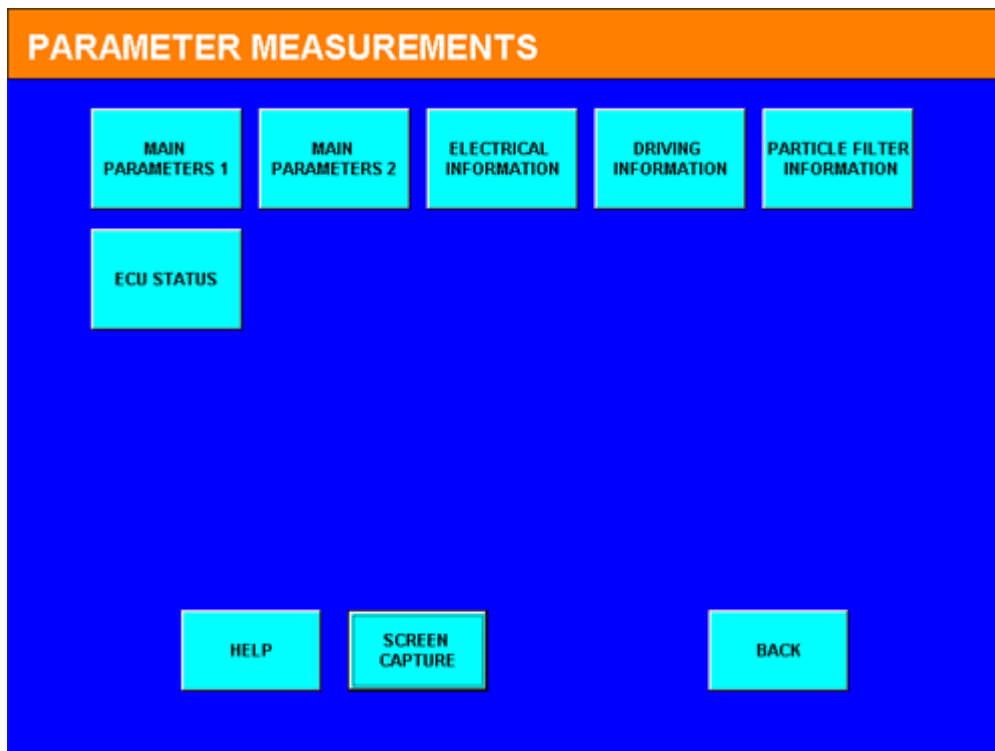 PARAMETER MEASUREMENTS
MAIN
PARAMETERS 1
MAIN
PARAMETERS 2
ELECTRICAL
INFORMATION
DRIVING
INFORMATION
PARTICLE FILTER
INFORMATION
ECU STATUS
HELP
SCREEN
CAPTURE
BACK